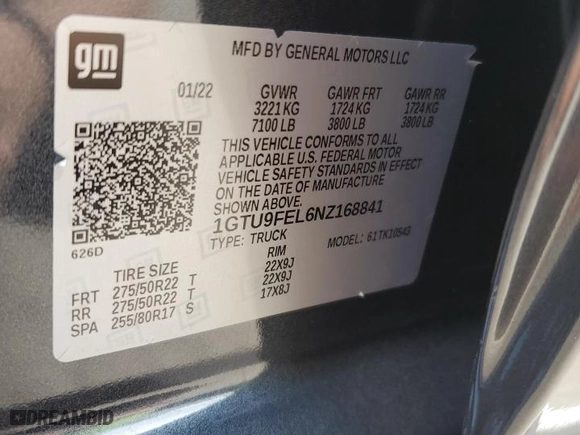 gm
MFD BY GENERAL MOTORS LLC
01/22 GVWR GAWR FRT GAWR RR
3221 KG 1724 KG 1724 KG
7100 LB 3800 LB 3800 LB
THIS VEHICLE CONFORMS TO ALL
APPLICABLE U.S. FEDERAL MOTOR
VEHICLE SAFETY STANDARDS IN EFFECT
ON THE DATE OF MANUFACTURE
1GTU9FEL6NZ168841
TYPE: TRUCK MODEL: 61TK10543
626D
TIRE SIZE RIM
FRT 275/50R22 T 22X9J
RR 275/50R22 T 22X9J
SPA 255/80R17 S 17X8J
DREAMBID